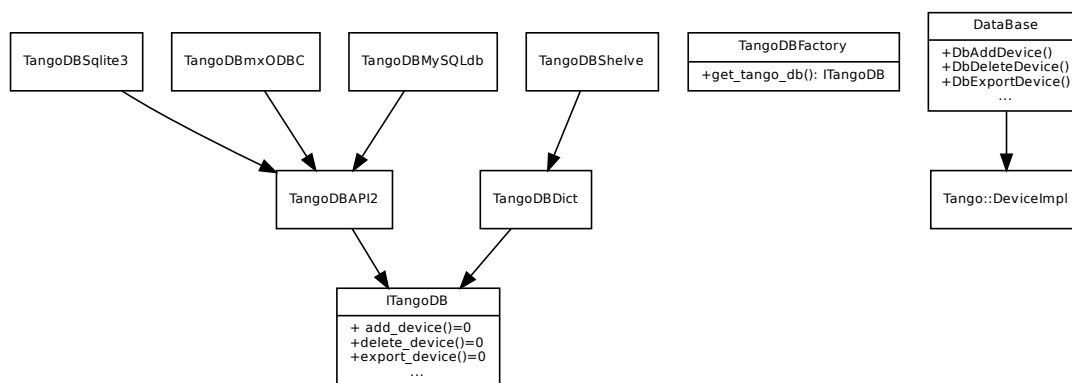 TangoDBSqlite3
TangoDBmxODBC
TangoDBMySQLdb
TangoDBShelve
TangoDBFactory
+get_tango_db(): ITangoDB
DataBase
+DbAddDevice()
+DbDeleteDevice()
+DbExportDevice()
...
TangoDBAPI2
TangoDBDict
Tango::DeviceImpl
ITangoDB
+ add_device()=0
+delete_device()=0
+export_device()=0
...